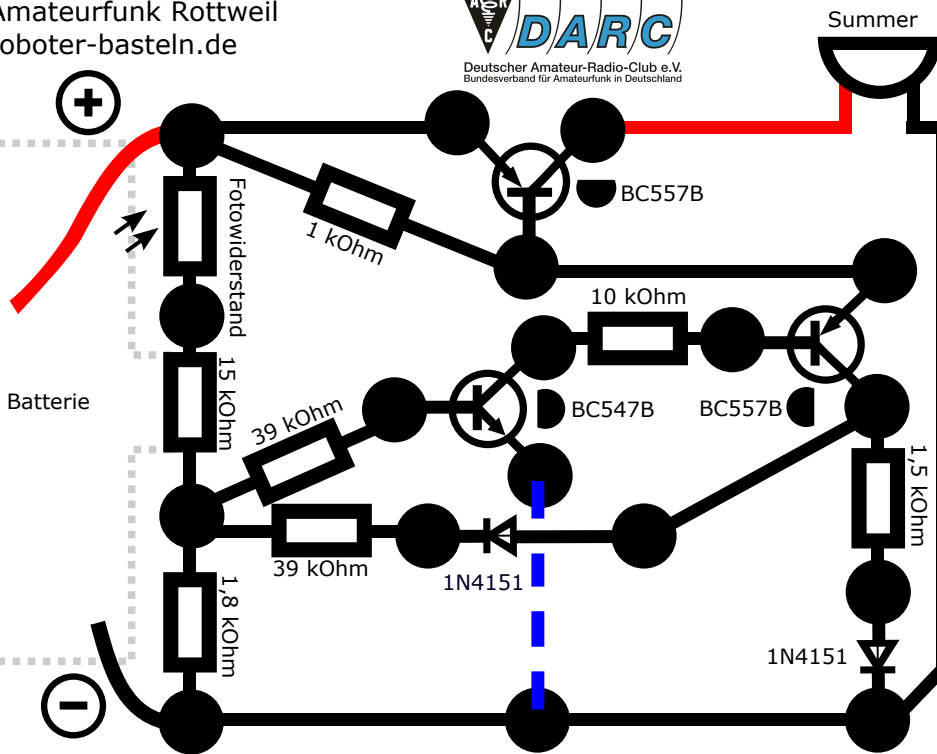 Amateurfunk Rottweil
oboter-basteln.de
A R
C
DARC
Deutscher Amateur-Radio-Club e.V.
Bundesverband für Amateurfunk in Deutschland
Summer
+
BC557B
Fotowiderstand
1 kOhm
10 kOhm
15 kOhm
Batterie
39 kOhm
BC547B
BC557B
1,5 kOhm
39 kOhm
1N4151
1,8 kOhm
1N4151
−